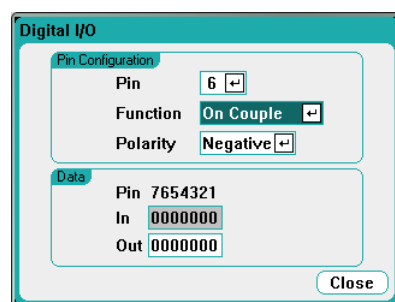 Digital I/O
Pin Configuration
Pin 6
Function On Couple
Polarity Negative
Data
Pin 7654321
In 0000000
Out 0000000
Close